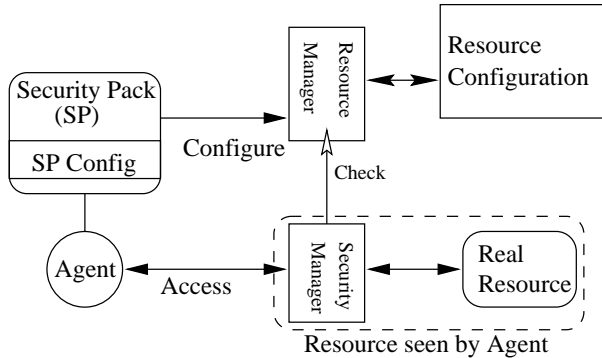 Security Pack
(SP)
SP Config
Configure
Resource
Manager
Resource
Configuration
Check
Agent
Access
Security
Manager
Real
Resource
Resource seen by Agent